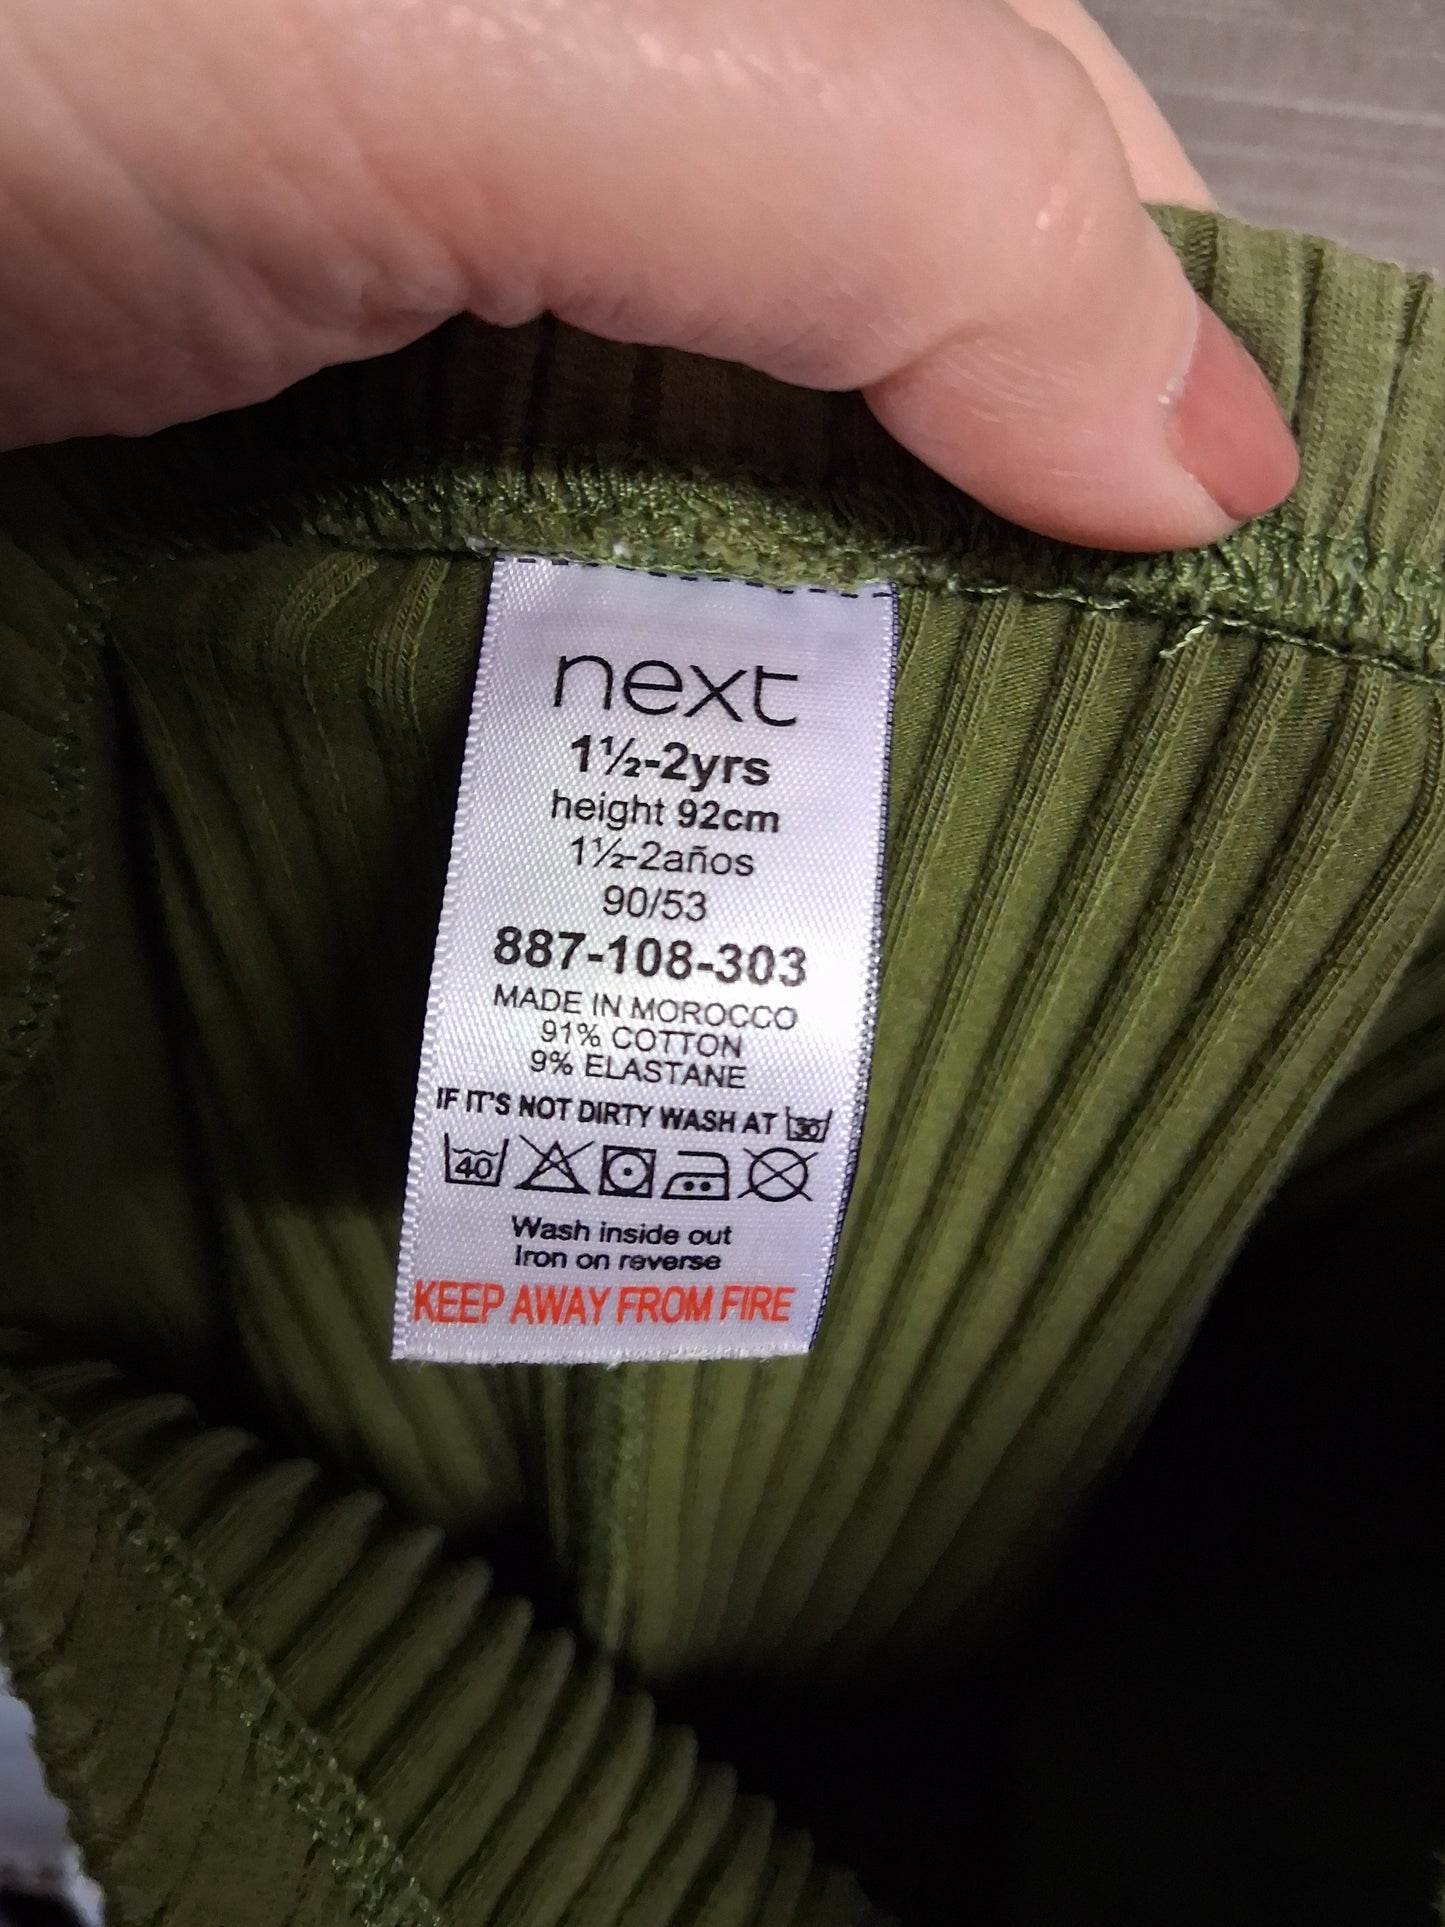 next
1½-2yrs
height 92cm
1½-2años
90/53
887-108-303
MADE IN MOROCCO
91% COTTON
9% ELASTANE
IF IT'S NOT DIRTY WASH AT 30
40
Wash inside out
Iron on reverse
KEEP AWAY FROM FIRE